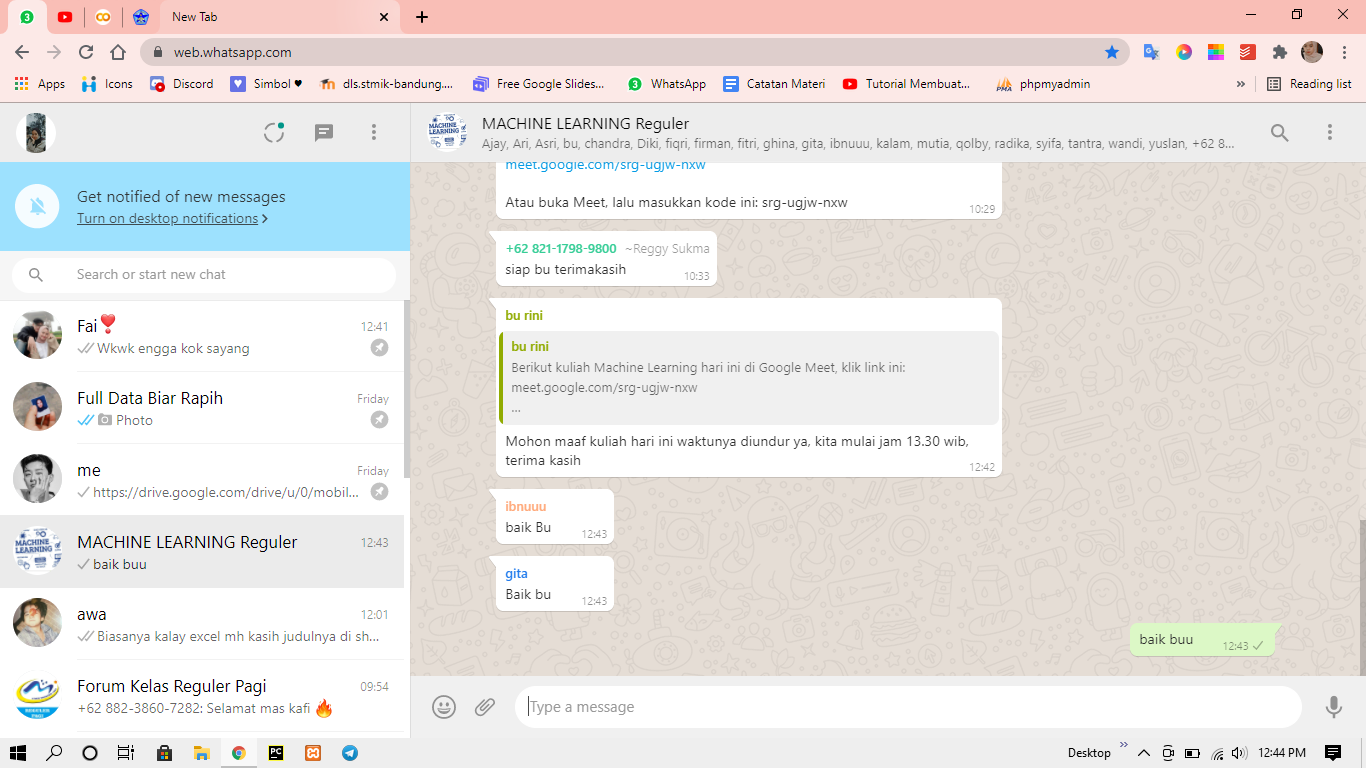 3
New Tab
web.whatsapp.com
Apps
Icons
Discord
Simbol ♥
dls.stmik-bandung....
Free Google Slides...
3
WhatsApp
Catatan Materi
Tutorial Membuat...
PMA
phpmyadmin
»
Reading list
MACHINE LEARNING
MACHINE LEARNING Reguler
Ajay, Ari, Asri, bu, chandra, Diki, fiqri, firman, fitri, ghina, gita, ibnuuu, kalam, mutia, qolby, radika, syifa, tantra, wandi, yuslan, +62 8...
Get notified of new messages
Turn on desktop notifications >
Search or start new chat
Fai❣️
12:41
Wkwk engga kok sayang
Full Data Biar Rapih
Friday
Photo
me
Friday
https://drive.google.com/drive/u/0/mobil...
MACHINE LEARNING
MACHINE LEARNING Reguler
12:43
baik buu
awa
12:01
Biasanya kalay excel mh kasih judulnya di sh...
Forum Kelas Reguler Pagi
09:54
+62 882-3860-7282: Selamat mas kafi 🔥
meet.google.com/srg-ugjw-nxw
Atau buka Meet, lalu masukkan kode ini: srg-ugjw-nxw
10:29
+62 821-1798-9800 ~Reggy Sukma
siap bu terimakasih
10:33
bu rini
bu rini
Berikut kuliah Machine Learning hari ini di Google Meet, klik link ini:
meet.google.com/srg-ugjw-nxw
...
Mohon maaf kuliah hari ini waktunya diundur ya, kita mulai jam 13.30 wib,
terima kasih
12:42
ibnuuu
baik Bu
12:43
gita
Baik bu
12:43
baik buu
12:43
Type a message
PC
Desktop
»
12:44 PM